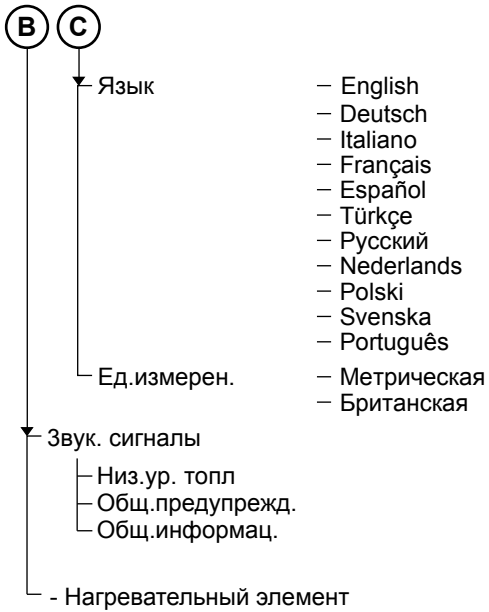 B C
Язык – English
– Deutsch
– Italiano
– Français
– Español
– Türkçe
– Русский
– Nederlands
– Polski
– Svenska
– Português
Ед.измерен. – Метрическая
– Британская
Звук. сигналы
Низ.ур. топл
Общ.предупрежд.
Общ.информац.
- Нагревательный элемент